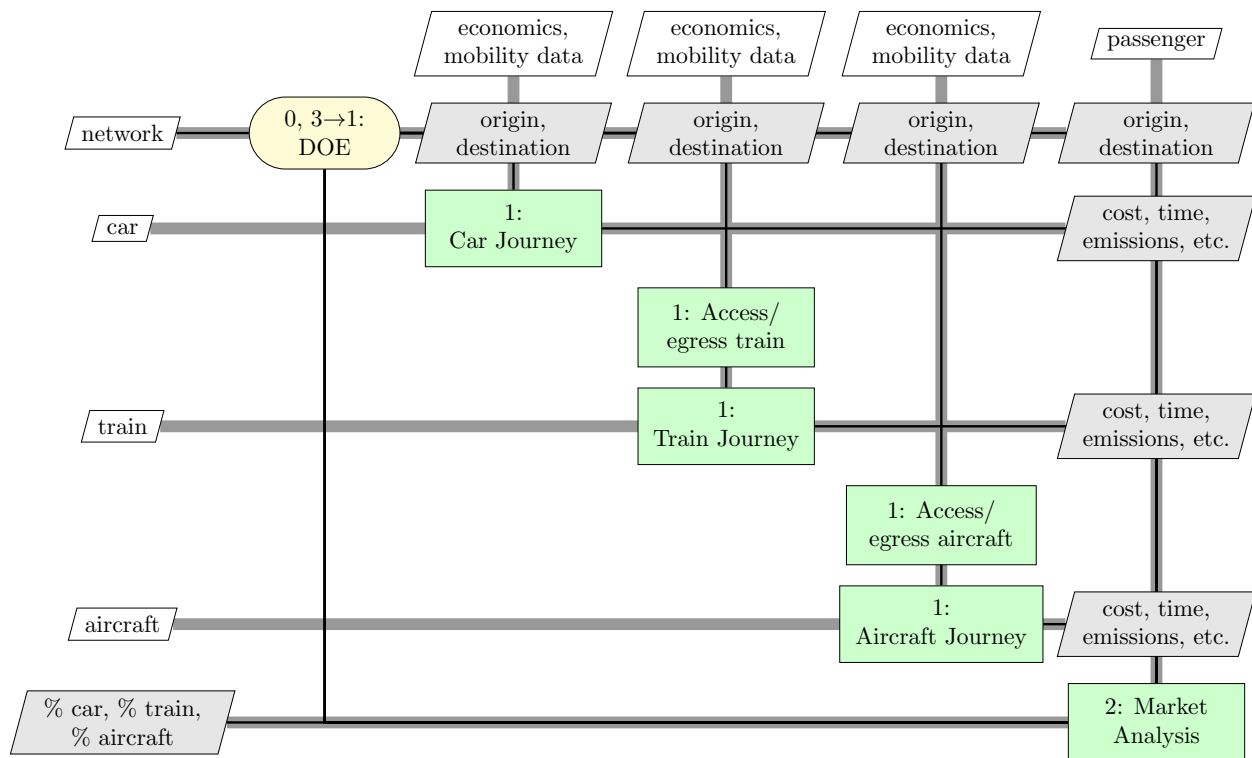 economics,
mobility data
economics,
mobility data
economics,
mobility data
passenger
network
0, 3→1:
DOE
origin,
destination
origin,
destination
origin,
destination
origin,
destination
car
1:
Car Journey
cost, time,
emissions, etc.
1: Access/
egress train
train
1:
Train Journey
cost, time,
emissions, etc.
1: Access/
egress aircraft
aircraft
1:
Aircraft Journey
cost, time,
emissions, etc.
% car, % train,
% aircraft
2: Market
Analysis